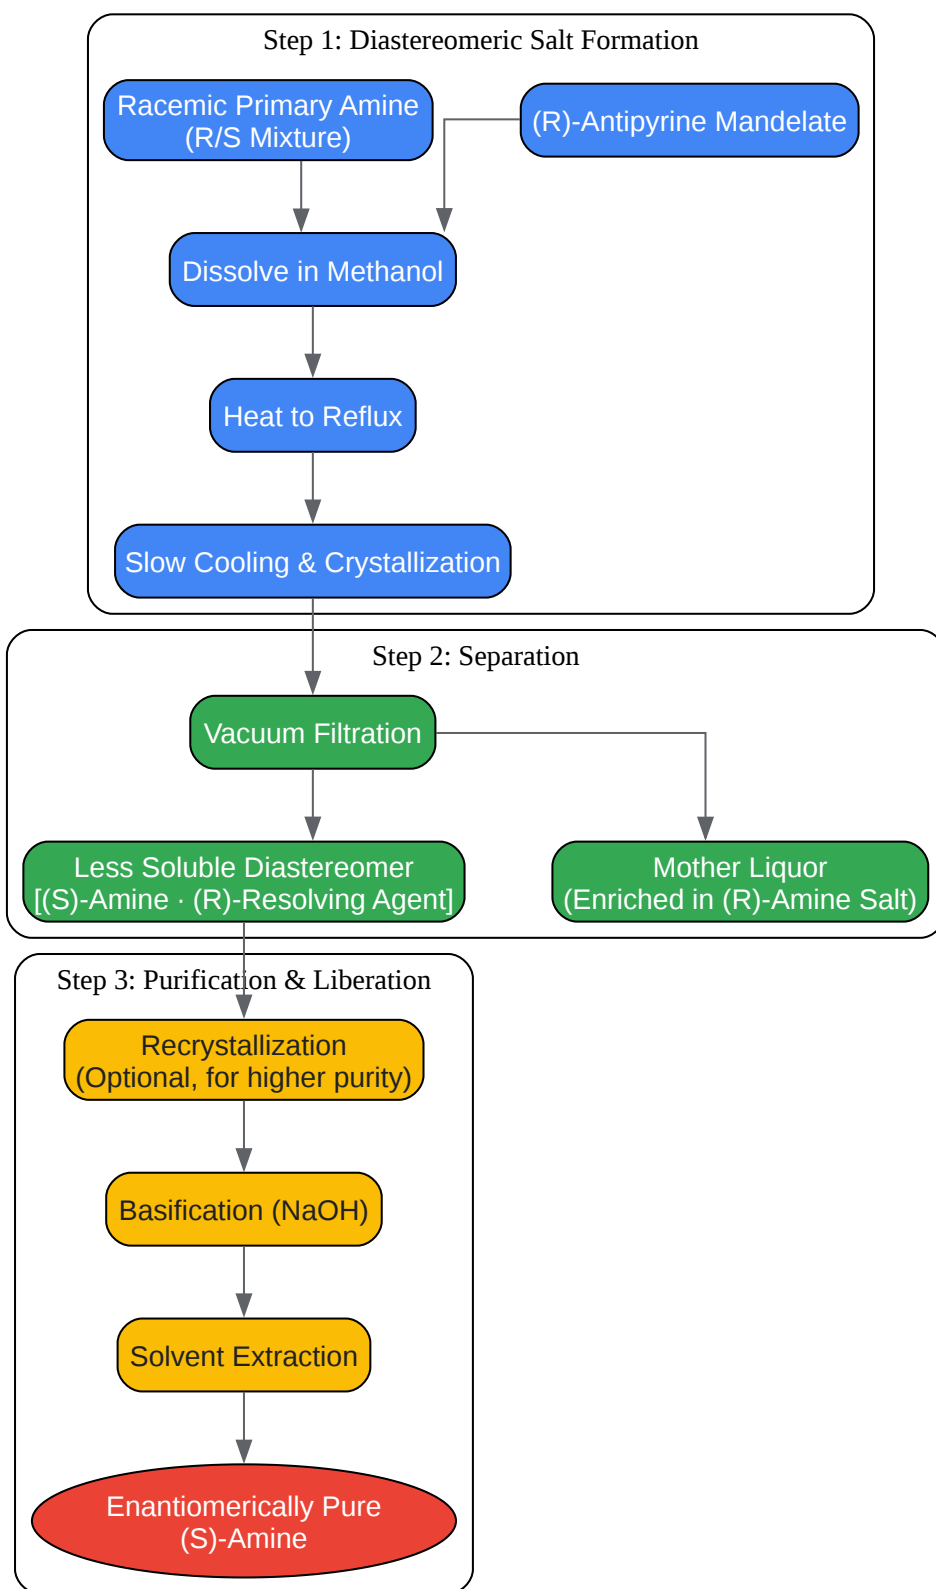 Step 1: Diastereomeric Salt Formation
Racemic Primary Amine
(R/S Mixture)
(R)-Antipyrine Mandelate
Dissolve in Methanol
Heat to Reflux
Slow Cooling & Crystallization
Step 2: Separation
Vacuum Filtration
Less Soluble Diastereomer
[(S)-Amine · (R)-Resolving Agent]
Mother Liquor
(Enriched in (R)-Amine Salt)
Step 3: Purification & Liberation
Recrystallization
(Optional, for higher purity)
Basification (NaOH)
Solvent Extraction
Enantiomerically Pure
(S)-Amine